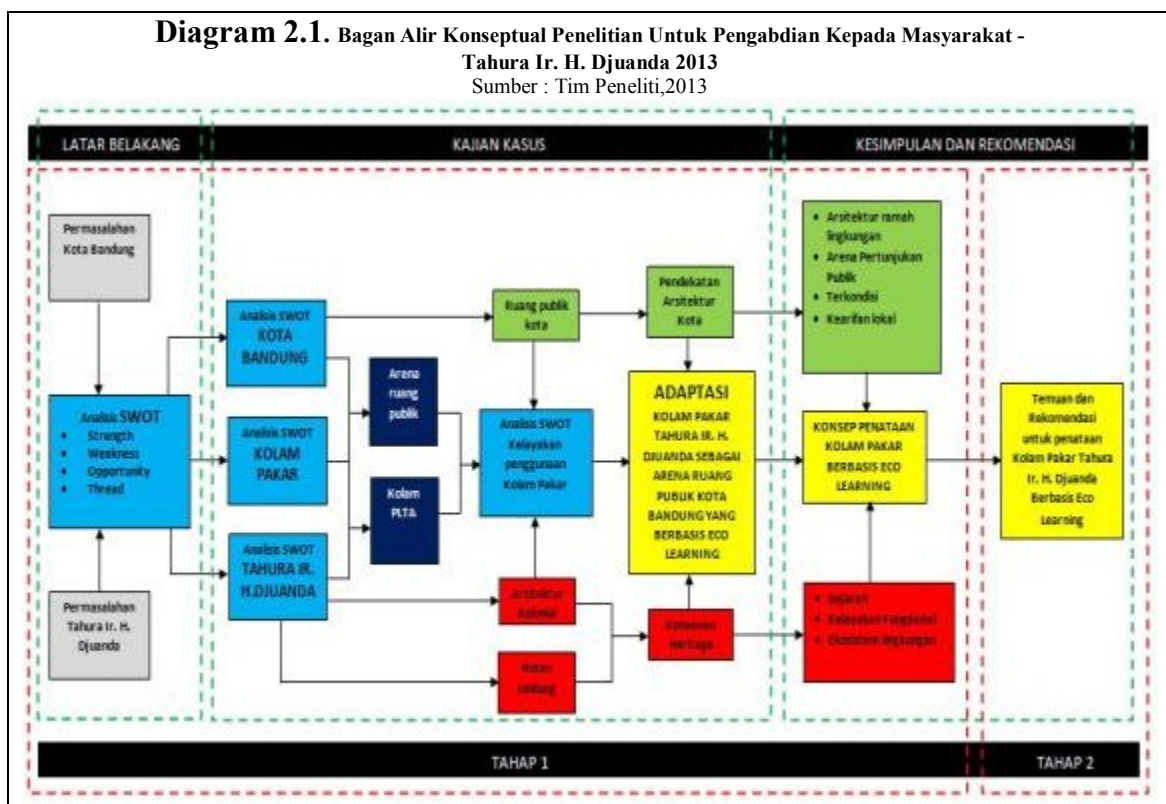 Diagram 2.1. Bagan Alir Konseptual Penelitian Untuk Pengabdian Kepada Masyarakat -
Tahura Ir. H. Djuanda 2013
Sumber : Tim Peneliti,2013
LATAR BELAKANG
KAJIAN KASUS
KESIMPULAN DAN REKOMENDASI
Permasalahan
Kota Bandung
Analisis SWOT
• Strength
• Weakness
• Opportunity
• Thread
Permasalahan
Tahura Ir. H.
Djuanda
Analisis SWOT
KOTA
BANDUNG
Analisis SWOT
KOLAM
PAKAR
Analisis SWOT
TAHURA IR.
H.DJUANDA
Arena
ruang
publik
Kolam
PLTA
Ruang publik
kota
Analisis SWOT
Kelayakan
penggunaan
Kolam Pakar
Arsitektur
Kolonial
Hutan
Lindung
Pendekatan
Arsitektur
Kota
ADAPTASI
KOLAM PAKAR
TAHURA IR. H.
DJUANDA SEBAGAI
ARENA RUANG
PUBLIK KOTA
BANDUNG YANG
BERBASIS ECO
LEARNING
Heritage
• Arsitektur ramah
lingkungan
• Arena Pertunjukan
Publik
• Terkondisi
• Kearifan lokal
KONSEP PENATAAN
KOLAM PAKAR
BERBASIS ECO
LEARNING
• Sejarah
• Kelayakan Fungsional
• Ekosistem lingkungan
Temuan dan
Rekomendasi
untuk penataan
Kolam Pakar Tahura
Ir. H. Djuanda
Berbasis Eco
Learning
TAHAP 1
TAHAP 2